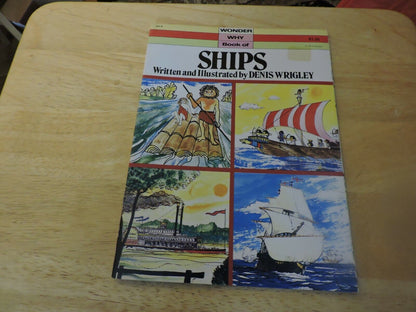 WONDER
WHY
Book of
SHIPS
Written and Illustrated by DENIS WRIGLEY